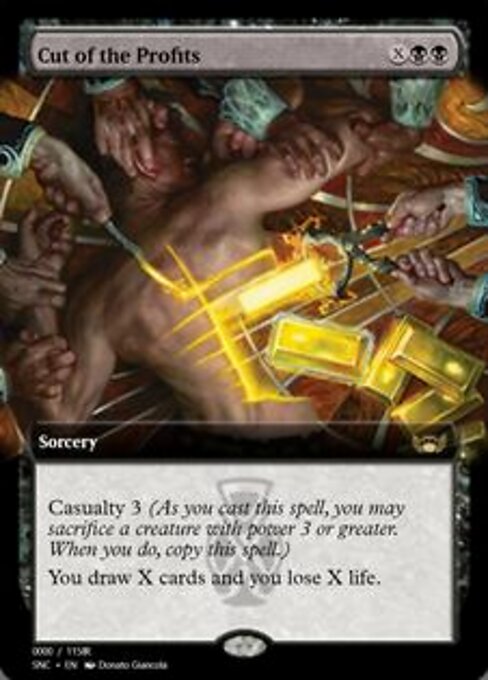 Cut of the Profits X
Sorcery
Casualty 3 (As you cast this spell, you may
sacrifice a creature with power 3 or greater.
When you do, copy this spell.)
You draw X cards and you lose X life.
SNC • EN Donato Giancola